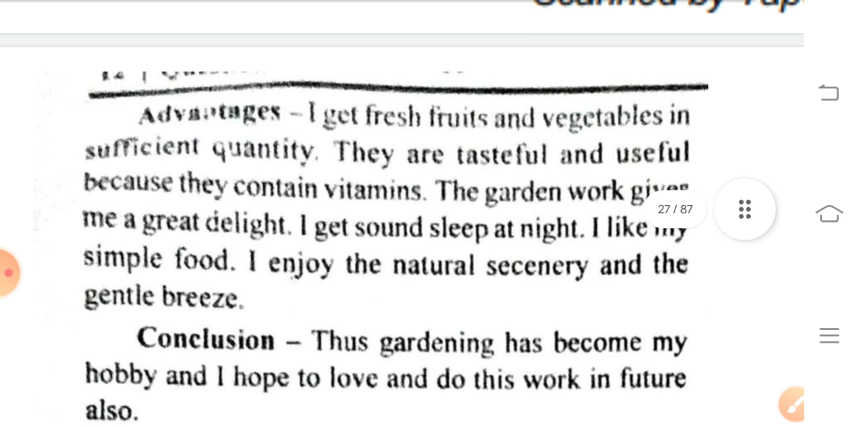 Scanned by
Advantages – I get fresh fruits and vegetables in
sufficient quantity. They are tasteful and useful
because they contain vitamins. The garden work gives
27 / 87
me a great delight. I get sound sleep at night. I like my
simple food. I enjoy the natural secenery and the
gentle breeze.
Conclusion – Thus gardening has become my
hobby and I hope to love and do this work in future
also.